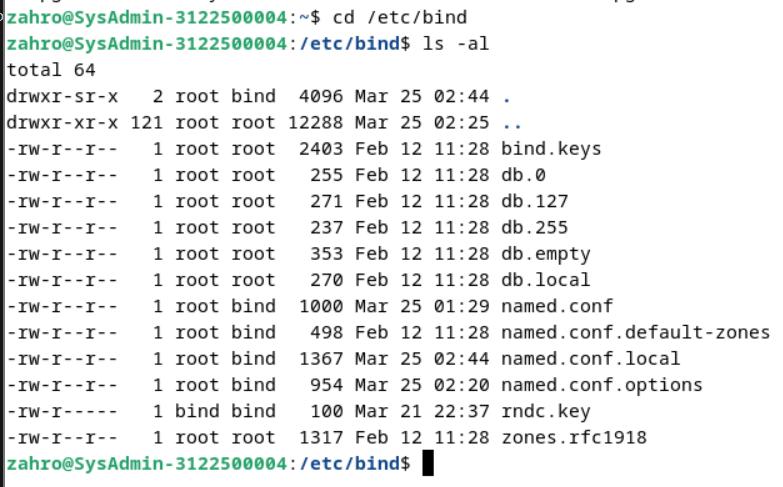 zahro@SysAdmin-3122500004:~$ cd /etc/bind
zahro@SysAdmin-3122500004:/etc/bind$ ls -al
total 64
drwxr-sr-x   2 root bind  4096 Mar 25 02:44 .
drwxr-xr-x 121 root root 12288 Mar 25 02:25 ..
-rw-r--r--   1 root root  2403 Feb 12 11:28 bind.keys
-rw-r--r--   1 root root   255 Feb 12 11:28 db.0
-rw-r--r--   1 root root   271 Feb 12 11:28 db.127
-rw-r--r--   1 root root   237 Feb 12 11:28 db.255
-rw-r--r--   1 root root   353 Feb 12 11:28 db.empty
-rw-r--r--   1 root root   270 Feb 12 11:28 db.local
-rw-r--r--   1 root bind  1000 Mar 25 01:29 named.conf
-rw-r--r--   1 root bind   498 Feb 12 11:28 named.conf.default-zones
-rw-r--r--   1 root bind  1367 Mar 25 02:44 named.conf.local
-rw-r--r--   1 root bind   954 Mar 25 02:20 named.conf.options
-rw-r-----   1 bind bind   100 Mar 21 22:37 rndc.key
-rw-r--r--   1 root root  1317 Feb 12 11:28 zones.rfc1918
zahro@SysAdmin-3122500004:/etc/bind$